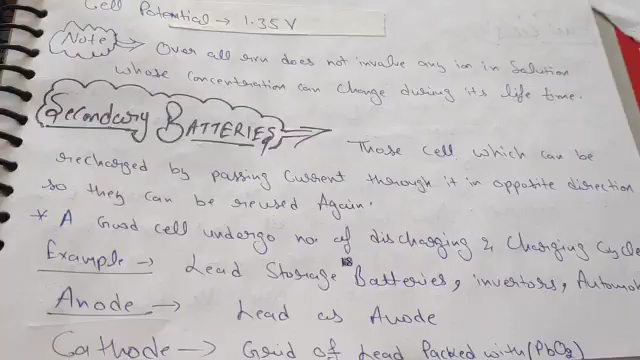 Cell Potential → 1.35 V
Note → Over all rxn does not involve any ion in Solution
whose concentration can change during its life time.
Secondary BATTERIES → Those cell which can be
recharged by passing Current through it in opposite direction
so they can be reused Again.
* A Good cell undergo no. of discharging & Charging Cycle
Example → Lead Storage Batteries, invertors, Automob
Anode → Lead as Anode
Cathode → Grid of Lead Packed with (PbO2)